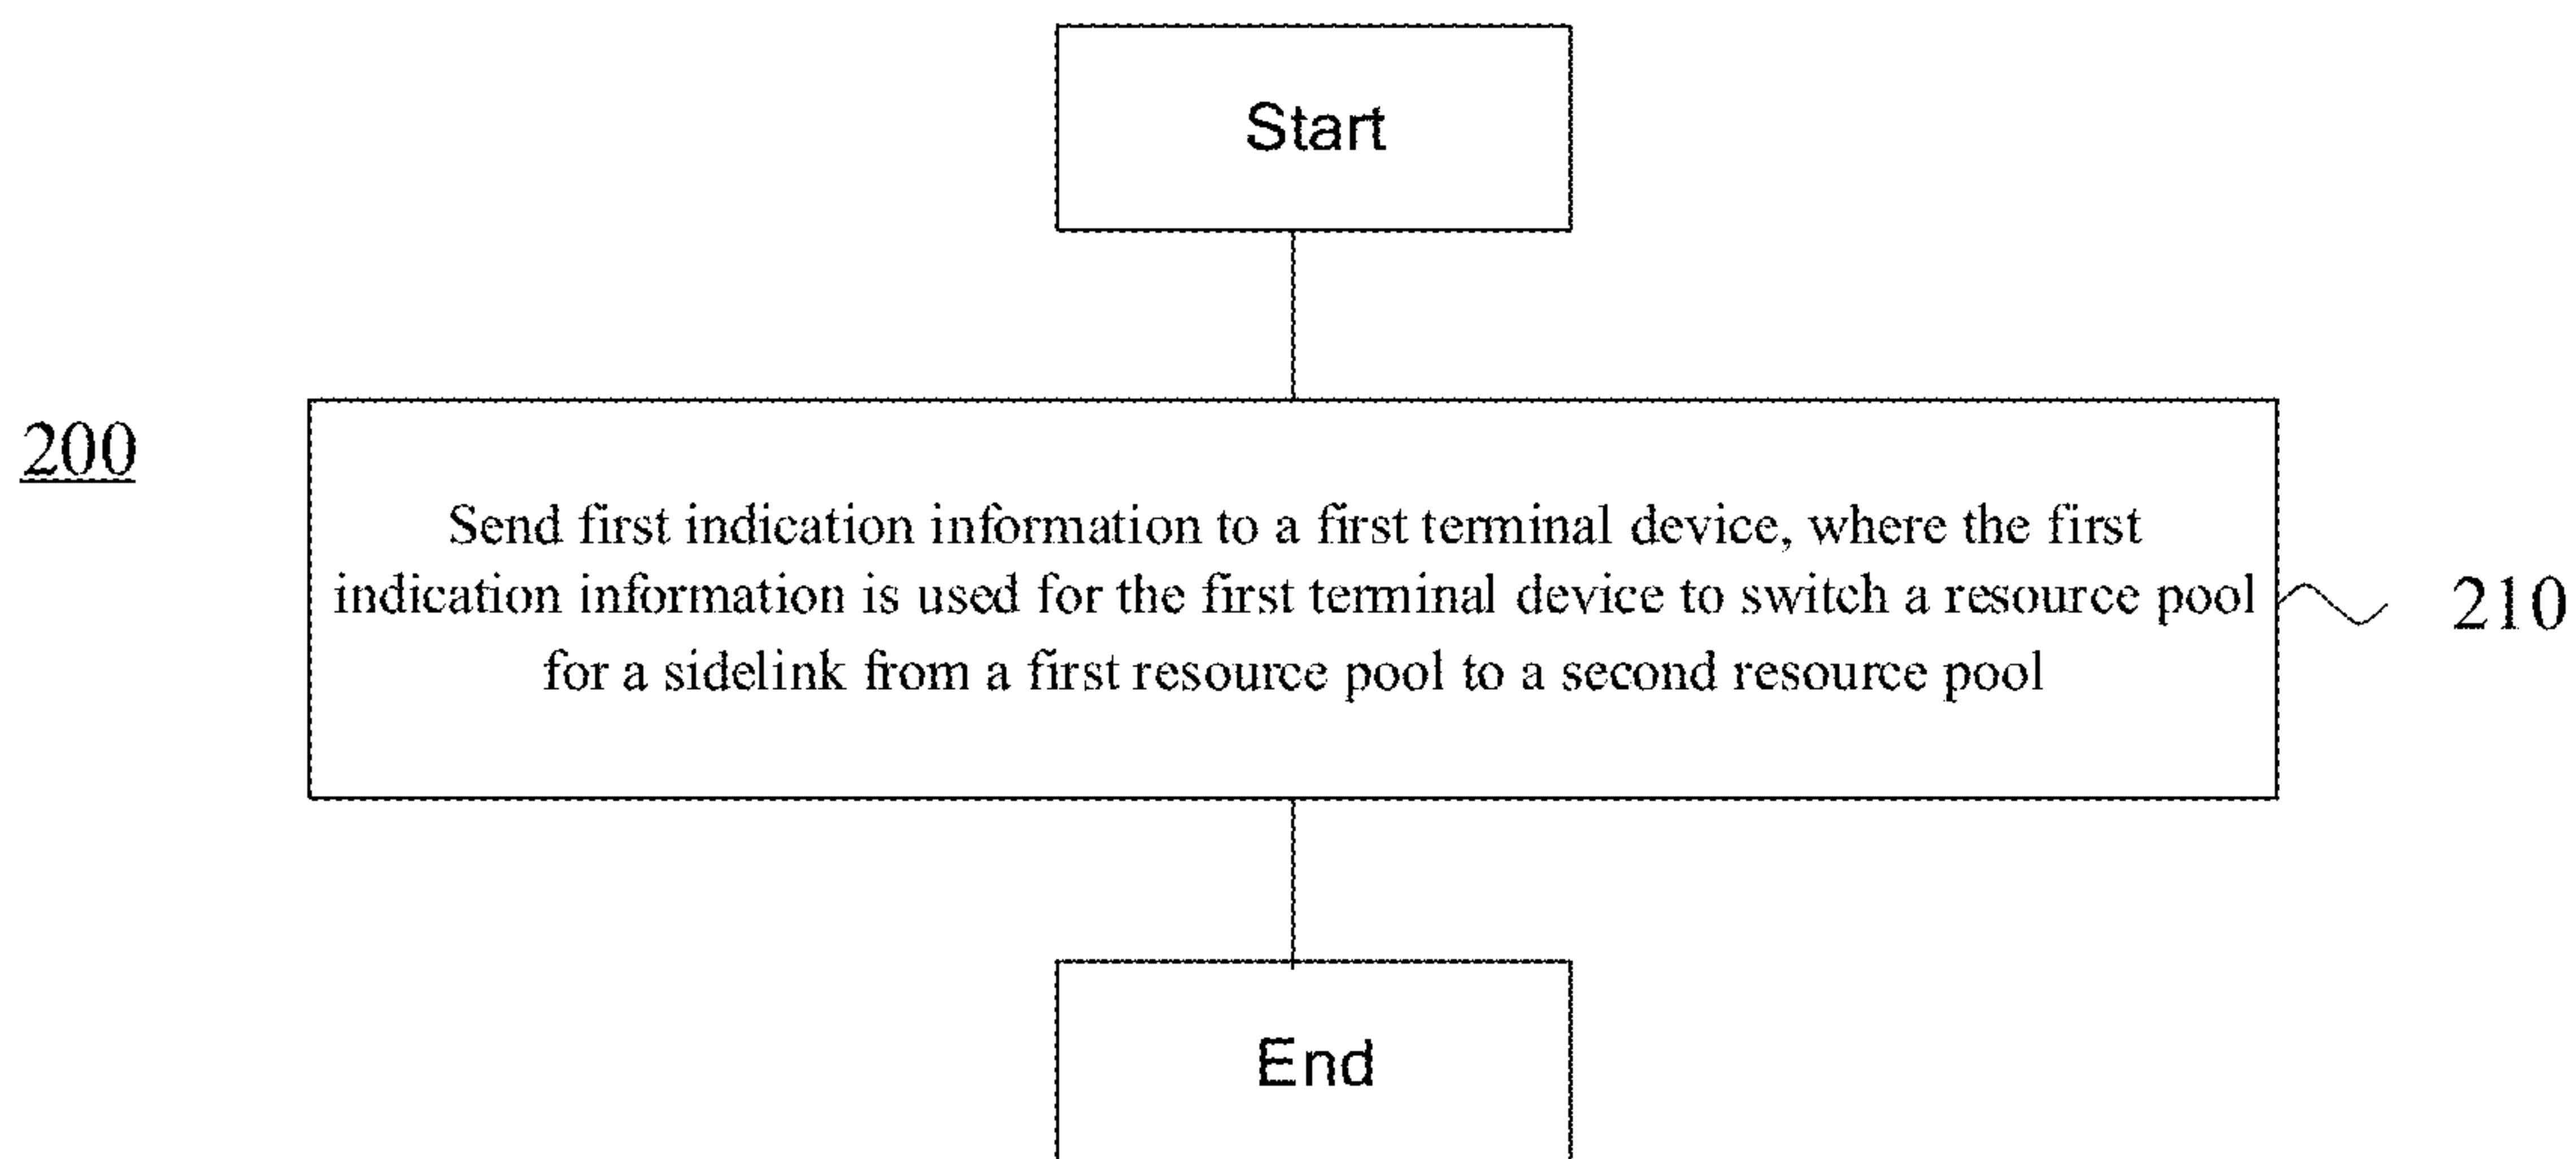 Start
200
Send first indication information to a first terminal device, where the first
indication information is used for the first terminal device to switch a resource pool
for a sidelink from a first resource pool to a second resource pool
210
End